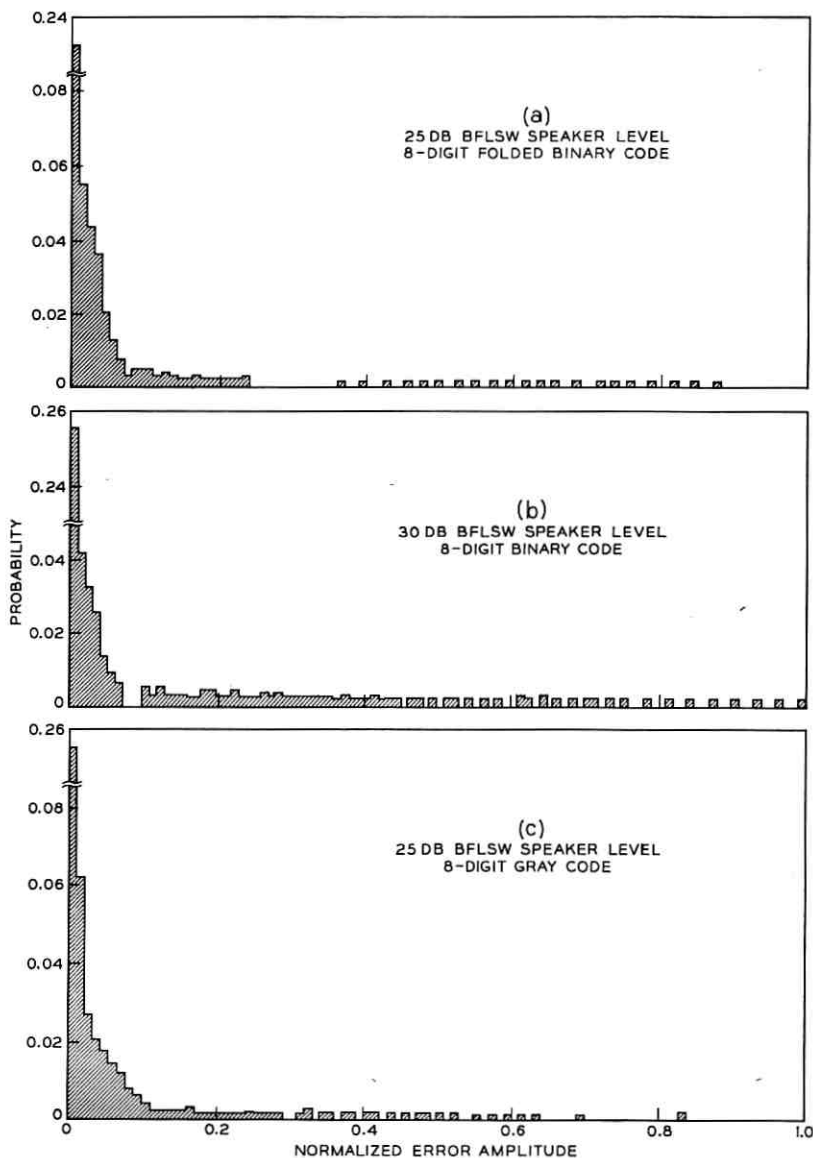 0.24
0.08
0.06
0.04
0.02
0
(a)
25 DB BFLSW SPEAKER LEVEL
8-DIGIT FOLDED BINARY CODE
0.26
0.24
0.04
0.02
0
(b)
30 DB BFLSW SPEAKER LEVEL
8-DIGIT BINARY CODE
PROBABILITY
0.26
0.08
0.06
0.04
0.02
0
(c)
25 DB BFLSW SPEAKER LEVEL
8-DIGIT GRAY CODE
0 0.2 0.4 0.6 0.8 1.0
NORMALIZED ERROR AMPLITUDE